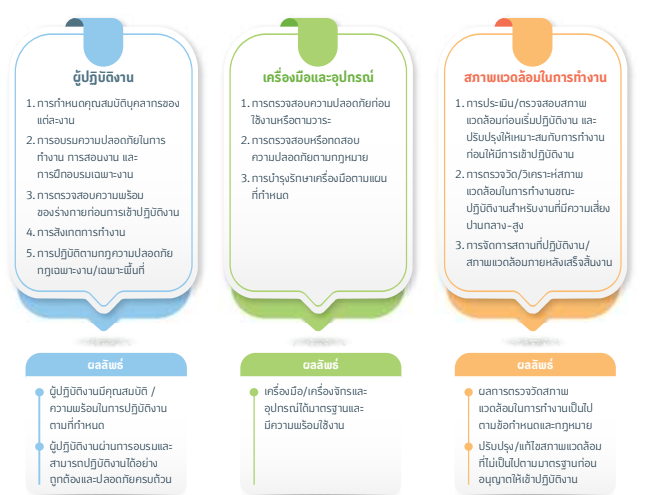 ผู้ปฏิบัติงาน
1. การกำหนดคุณสมบัติบุคลากรของ
แต่ละงาน
2. การอบรมความปลอดภัยในการ
ทำงาน การสอนงาน และ
การฝึกอบรมเฉพาะงาน
3. การตรวจสอบความพร้อม
ของร่างกายก่อนการเข้าปฏิบัติงาน
4. การสังเกตการทำงาน
5. การปฏิบัติตามกฎความปลอดภัย
กฎเฉพาะงาน/เฉพาะพื้นที่
ผลลัพธ์
ผู้ปฏิบัติงานมีคุณสมบัติ /
ความพร้อมในการปฏิบัติงาน
ตามที่กำหนด
ผู้ปฏิบัติงานผ่านการอบรมและ
สามารถปฏิบัติงานได้อย่าง
ถูกต้องและปลอดภัยครบถ้วน
เครื่องมือและอุปกรณ์
1. การตรวจสอบความปลอดภัยก่อน
ใช้งานหรือตามวาระ
2. การตรวจสอบหรือทดสอบ
ความปลอดภัยตามกฎหมาย
3. การบำรุงรักษาเครื่องมือตามแผน
ที่กำหนด
ผลลัพธ์
เครื่องมือ/เครื่องจักรและ
อุปกรณ์ได้มาตรฐานและ
มีความพร้อมใช้งาน
สภาพแวดล้อมในการทำงาน
1. การประเมิน/ตรวจสอบสภาพ
แวดล้อมก่อนเริ่มปฏิบัติงาน และ
ปรับปรุงให้เหมาะสมกับการทำงาน
ก่อนให้มีการเข้าปฏิบัติงาน
2. การตรวจวัด/วิเคราะห์สภาพ
แวดล้อมในการทำงานขณะ
ปฏิบัติงานสำหรับงานที่มีความเสี่ยง
ปานกลาง-สูง
3. การจัดการสถานที่ปฏิบัติงาน/
สภาพแวดล้อมภายหลังเสร็จสิ้นงาน
ผลลัพธ์
ผลการตรวจวัดสภาพ
แวดล้อมในการทำงานเป็นไป
ตามข้อกำหนดและกฎหมาย
ปรับปรุง/แก้ไขสภาพแวดล้อม
ที่ไม่เป็นไปตามมาตรฐานก่อน
อนุญาตให้เข้าปฏิบัติงาน